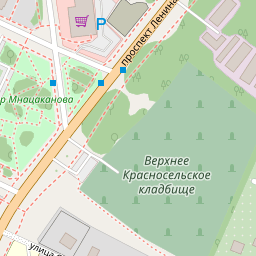 P
проспект Ленина
р Мнацаканова
Верхнее
Красносельское
кладбище
улица